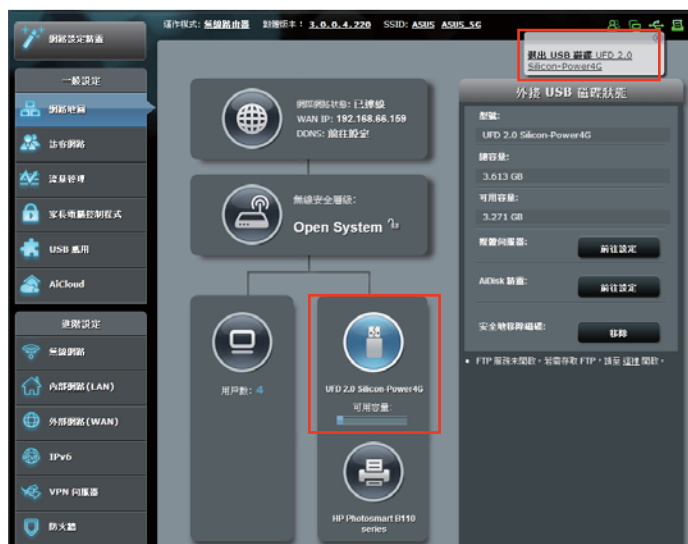 運作模式: 無線路由器 韌體版本: 3.0.0.4.220 SSID: ASUS ASUS_5G
網路設定精靈
退出 USB 磁碟 UFD 2.0
Silicon-Power4G
一般設定
網路地圖
訪客網路
流量管理
家長電腦控制程式
USB 應用
AiCloud
進階設定
無線網路
內部網路(LAN)
外部網路(WAN)
IPv6
VPN 伺服器
防火牆
網際網路狀態: 已連線
WAN IP: 192.168.66.159
DDNS: 前往設定
無線安全層級:
Open System
用戶數: 4
UFD 2.0 Silicon-Power4G
可用容量:
HP Photosmart B110
series
外接 USB 磁碟狀態
型號:
UFD 2.0 Silicon-Power4G
總容量:
3.613 GB
可用容量:
3.271 GB
媒體伺服器:
前往設定
AiDisk 精靈:
前往設定
安全地移除磁碟:
移除
• FTP 服務未開啟，若需存取 FTP，請至 這裡 開啟。